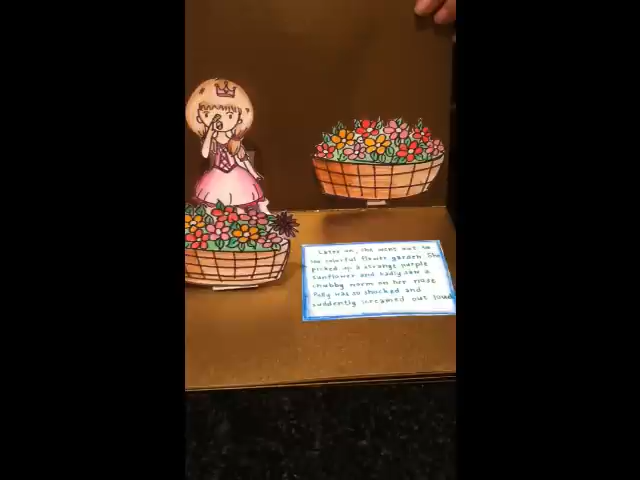 Later on, she went out to
her colorful flower garden. She
picked up a strange purple
sunflower and sadly saw a
chubby worm on her nose
Polly was so shocked and
suddenly screamed out loud